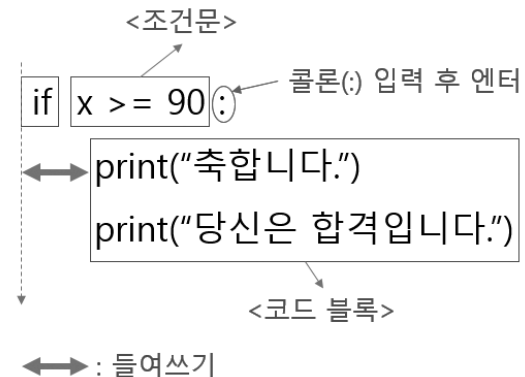 <조건문>
콜론(:) 입력 후 엔터
if x >= 90 :
print(“축합니다.”)
print(“당신은 합격입니다.”)
<코드 블록>
: 들여쓰기